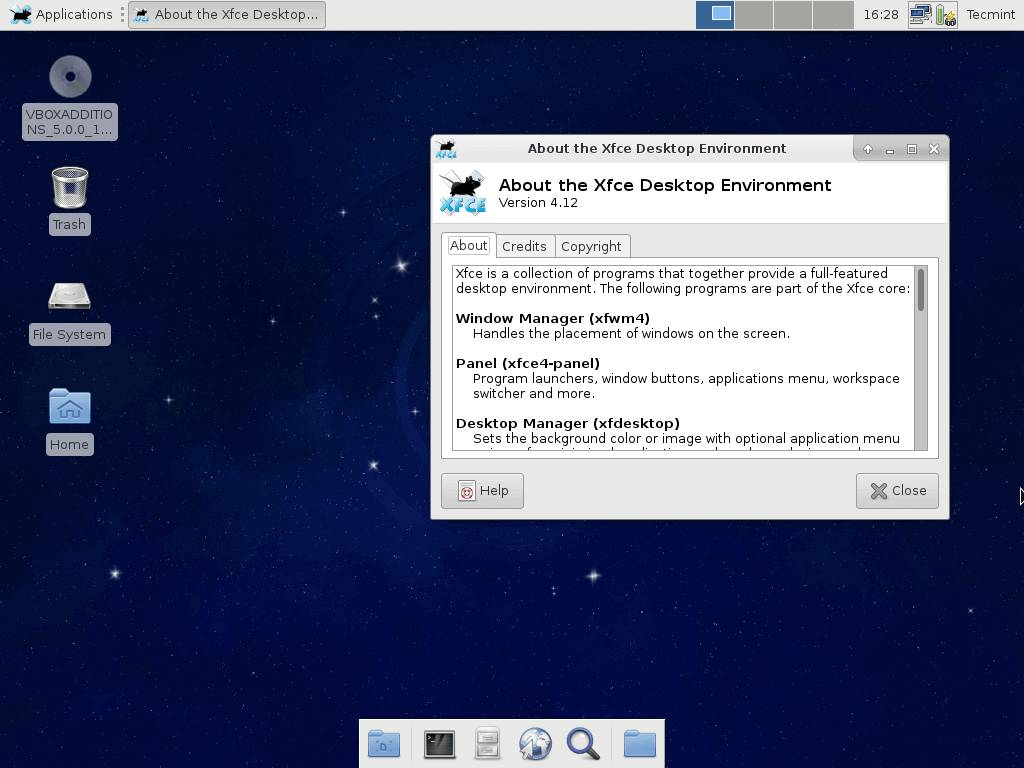 Applications
About the Xfce Desktop...
16:28
Tecmint
VBOXADDITIO
NS_5.0.0_1...
Trash
File System
Home
About the Xfce Desktop Environment
XFCE
About the Xfce Desktop Environment
Version 4.12
About
Credits
Copyright
Xfce is a collection of programs that together provide a full-featured
desktop environment. The following programs are part of the Xfce core:
Window Manager (xfwm4)
Handles the placement of windows on the screen.
Panel (xfce4-panel)
Program launchers, window buttons, applications menu, workspace
switcher and more.
Desktop Manager (xfdesktop)
Sets the background color or image with optional application menu
Help
Close